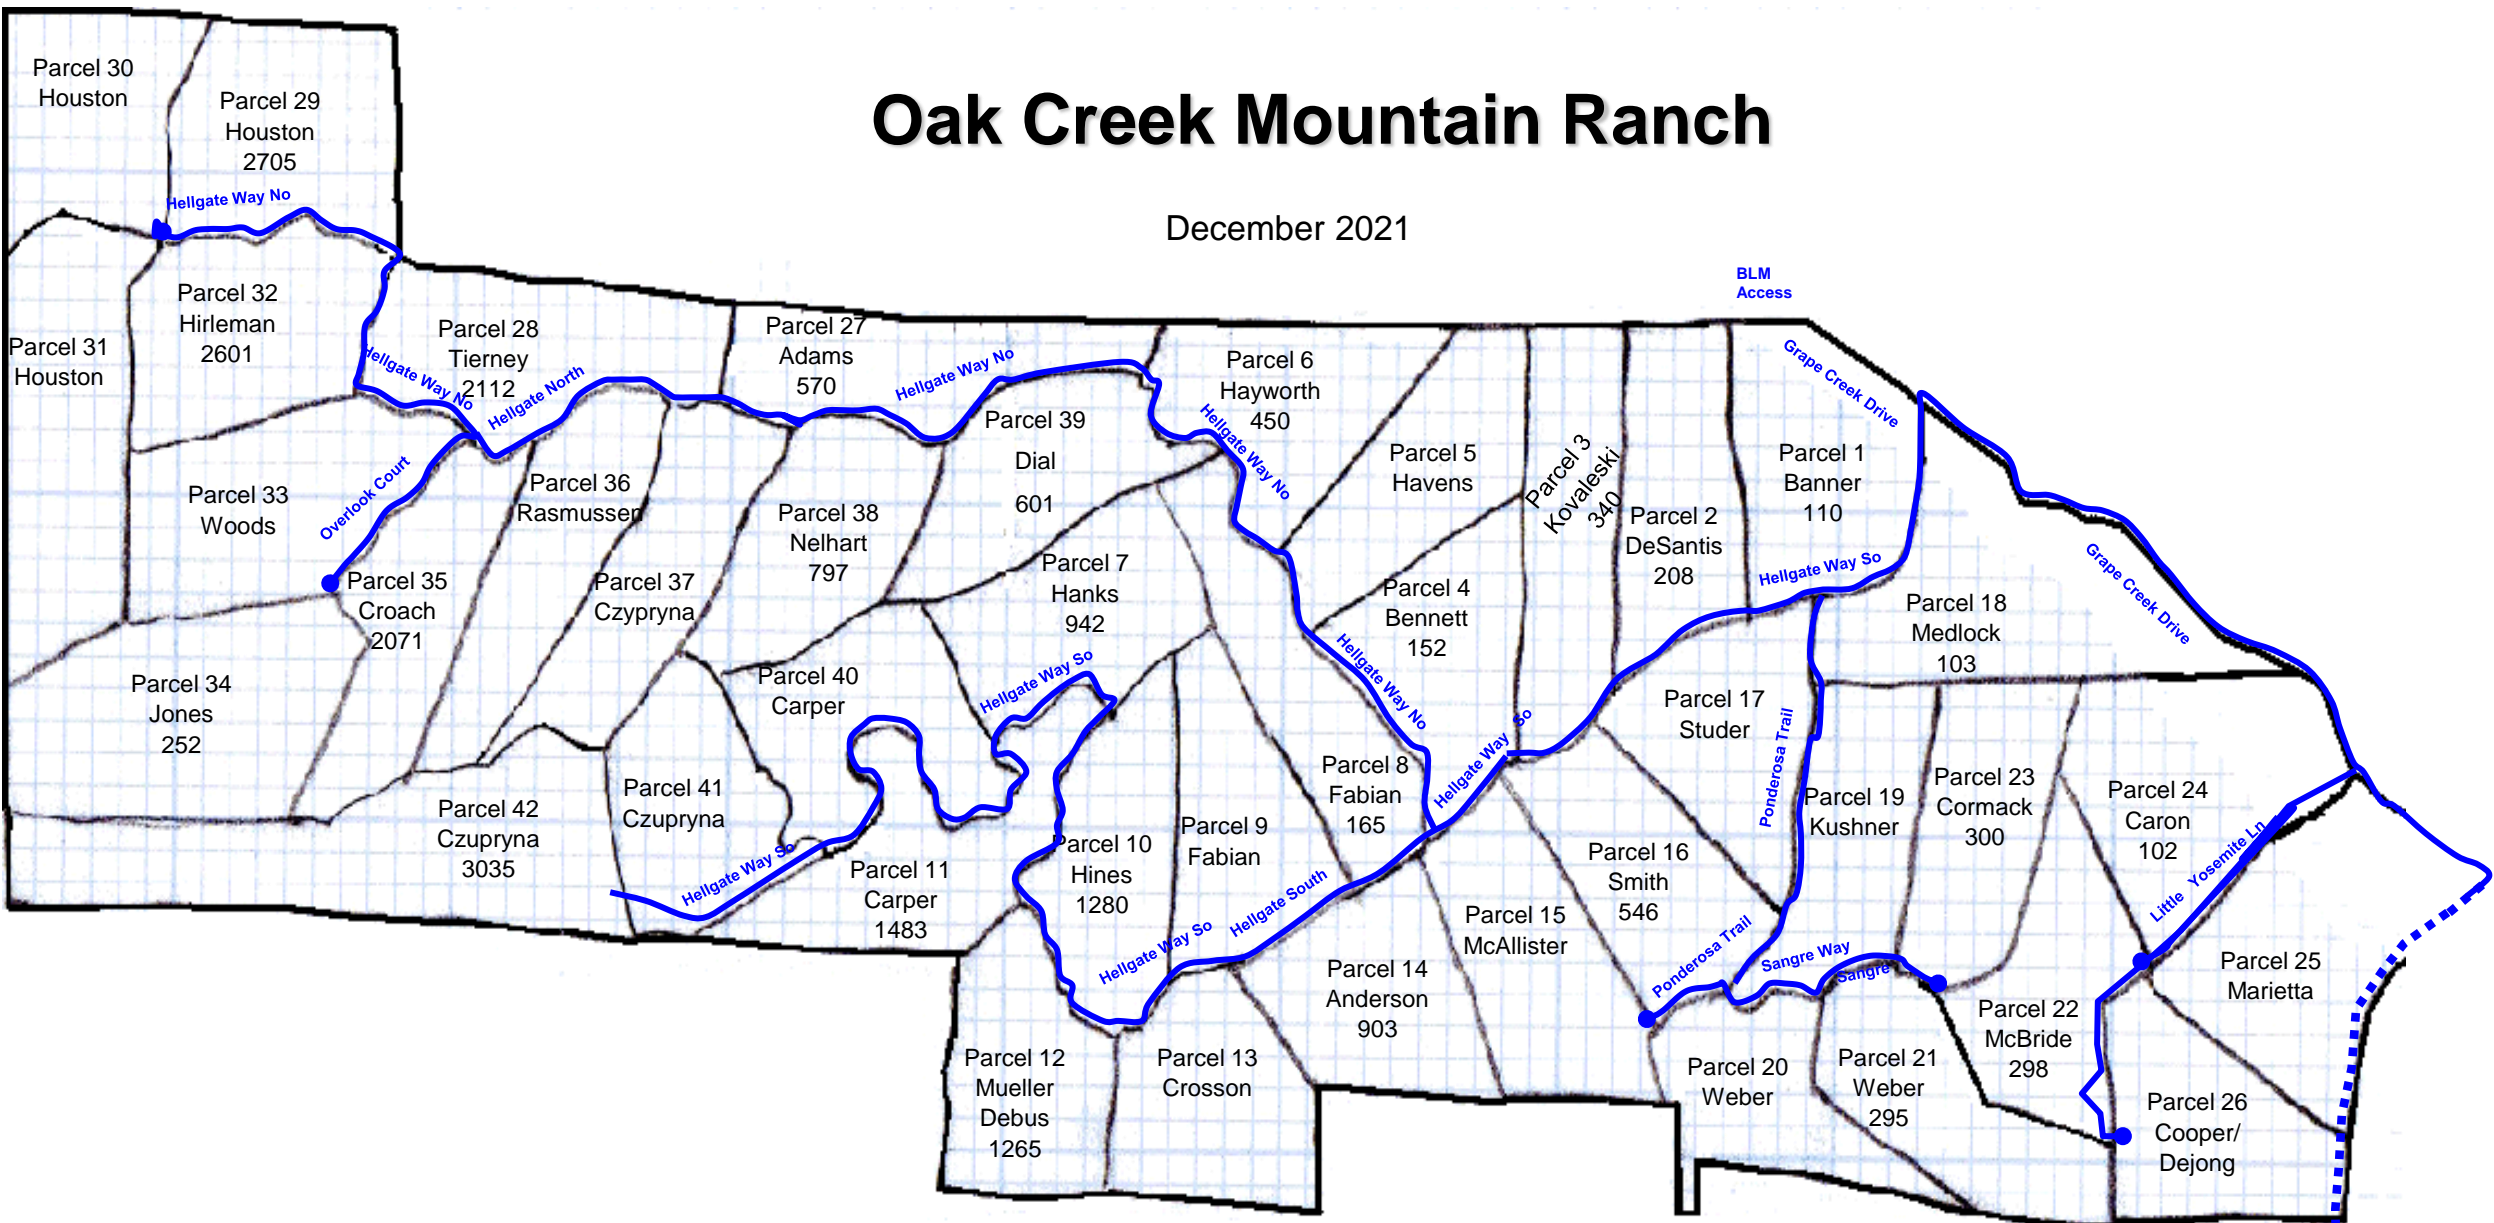 Oak Creek Mountain Ranch
December 2021
BLM
Access
Parcel 30
Houston
Parcel 29
Houston
2705
Hellgate Way No
Parcel 32
Hirleman
2601
Parcel 31
Houston
Parcel 28
Tierney
2112
Hellgate Way No
Hellgate North
Parcel 27
Adams
570
Hellgate Way No
Parcel 39
Dial
601
Parcel 6
Hayworth
450
Hellgate Way No
Parcel 5
Havens
Parcel 3
Kovaleski
340
Parcel 2
DeSantis
208
Parcel 1
Banner
110
Grape Creek Drive
Grape Creek Drive
Hellgate Way So
Parcel 33
Woods
Overlook Court
Parcel 36
Rasmussen
Parcel 38
Nelhart
797
Parcel 35
Croach
2071
Parcel 37
Czypryna
Parcel 7
Hanks
942
Parcel 4
Bennett
152
Hellgate Way No
Parcel 18
Medlock
103
Parcel 34
Jones
252
Parcel 40
Carper
Hellgate Way So
Parcel 17
Studer
Ponderosa Trail
Parcel 42
Czupryna
3035
Parcel 41
Czupryna
Hellgate Way So
Parcel 11
Carper
1483
Parcel 10
Hines
1280
Parcel 9
Fabian
Parcel 8
Fabian
165
Hellgate Way So
Hellgate Way So
Hellgate South
Parcel 16
Smith
546
Parcel 19
Kushner
Parcel 23
Cormack
300
Parcel 24
Caron
102
Little Yosemite Ln
Parcel 15
McAllister
Parcel 14
Anderson
903
Ponderosa Trail
Sangre Way
Sangre
Parcel 25
Marietta
Parcel 12
Mueller
Debus
1265
Parcel 13
Crosson
Parcel 20
Weber
Parcel 21
Weber
295
Parcel 22
McBride
298
Parcel 26
Cooper/
Dejong